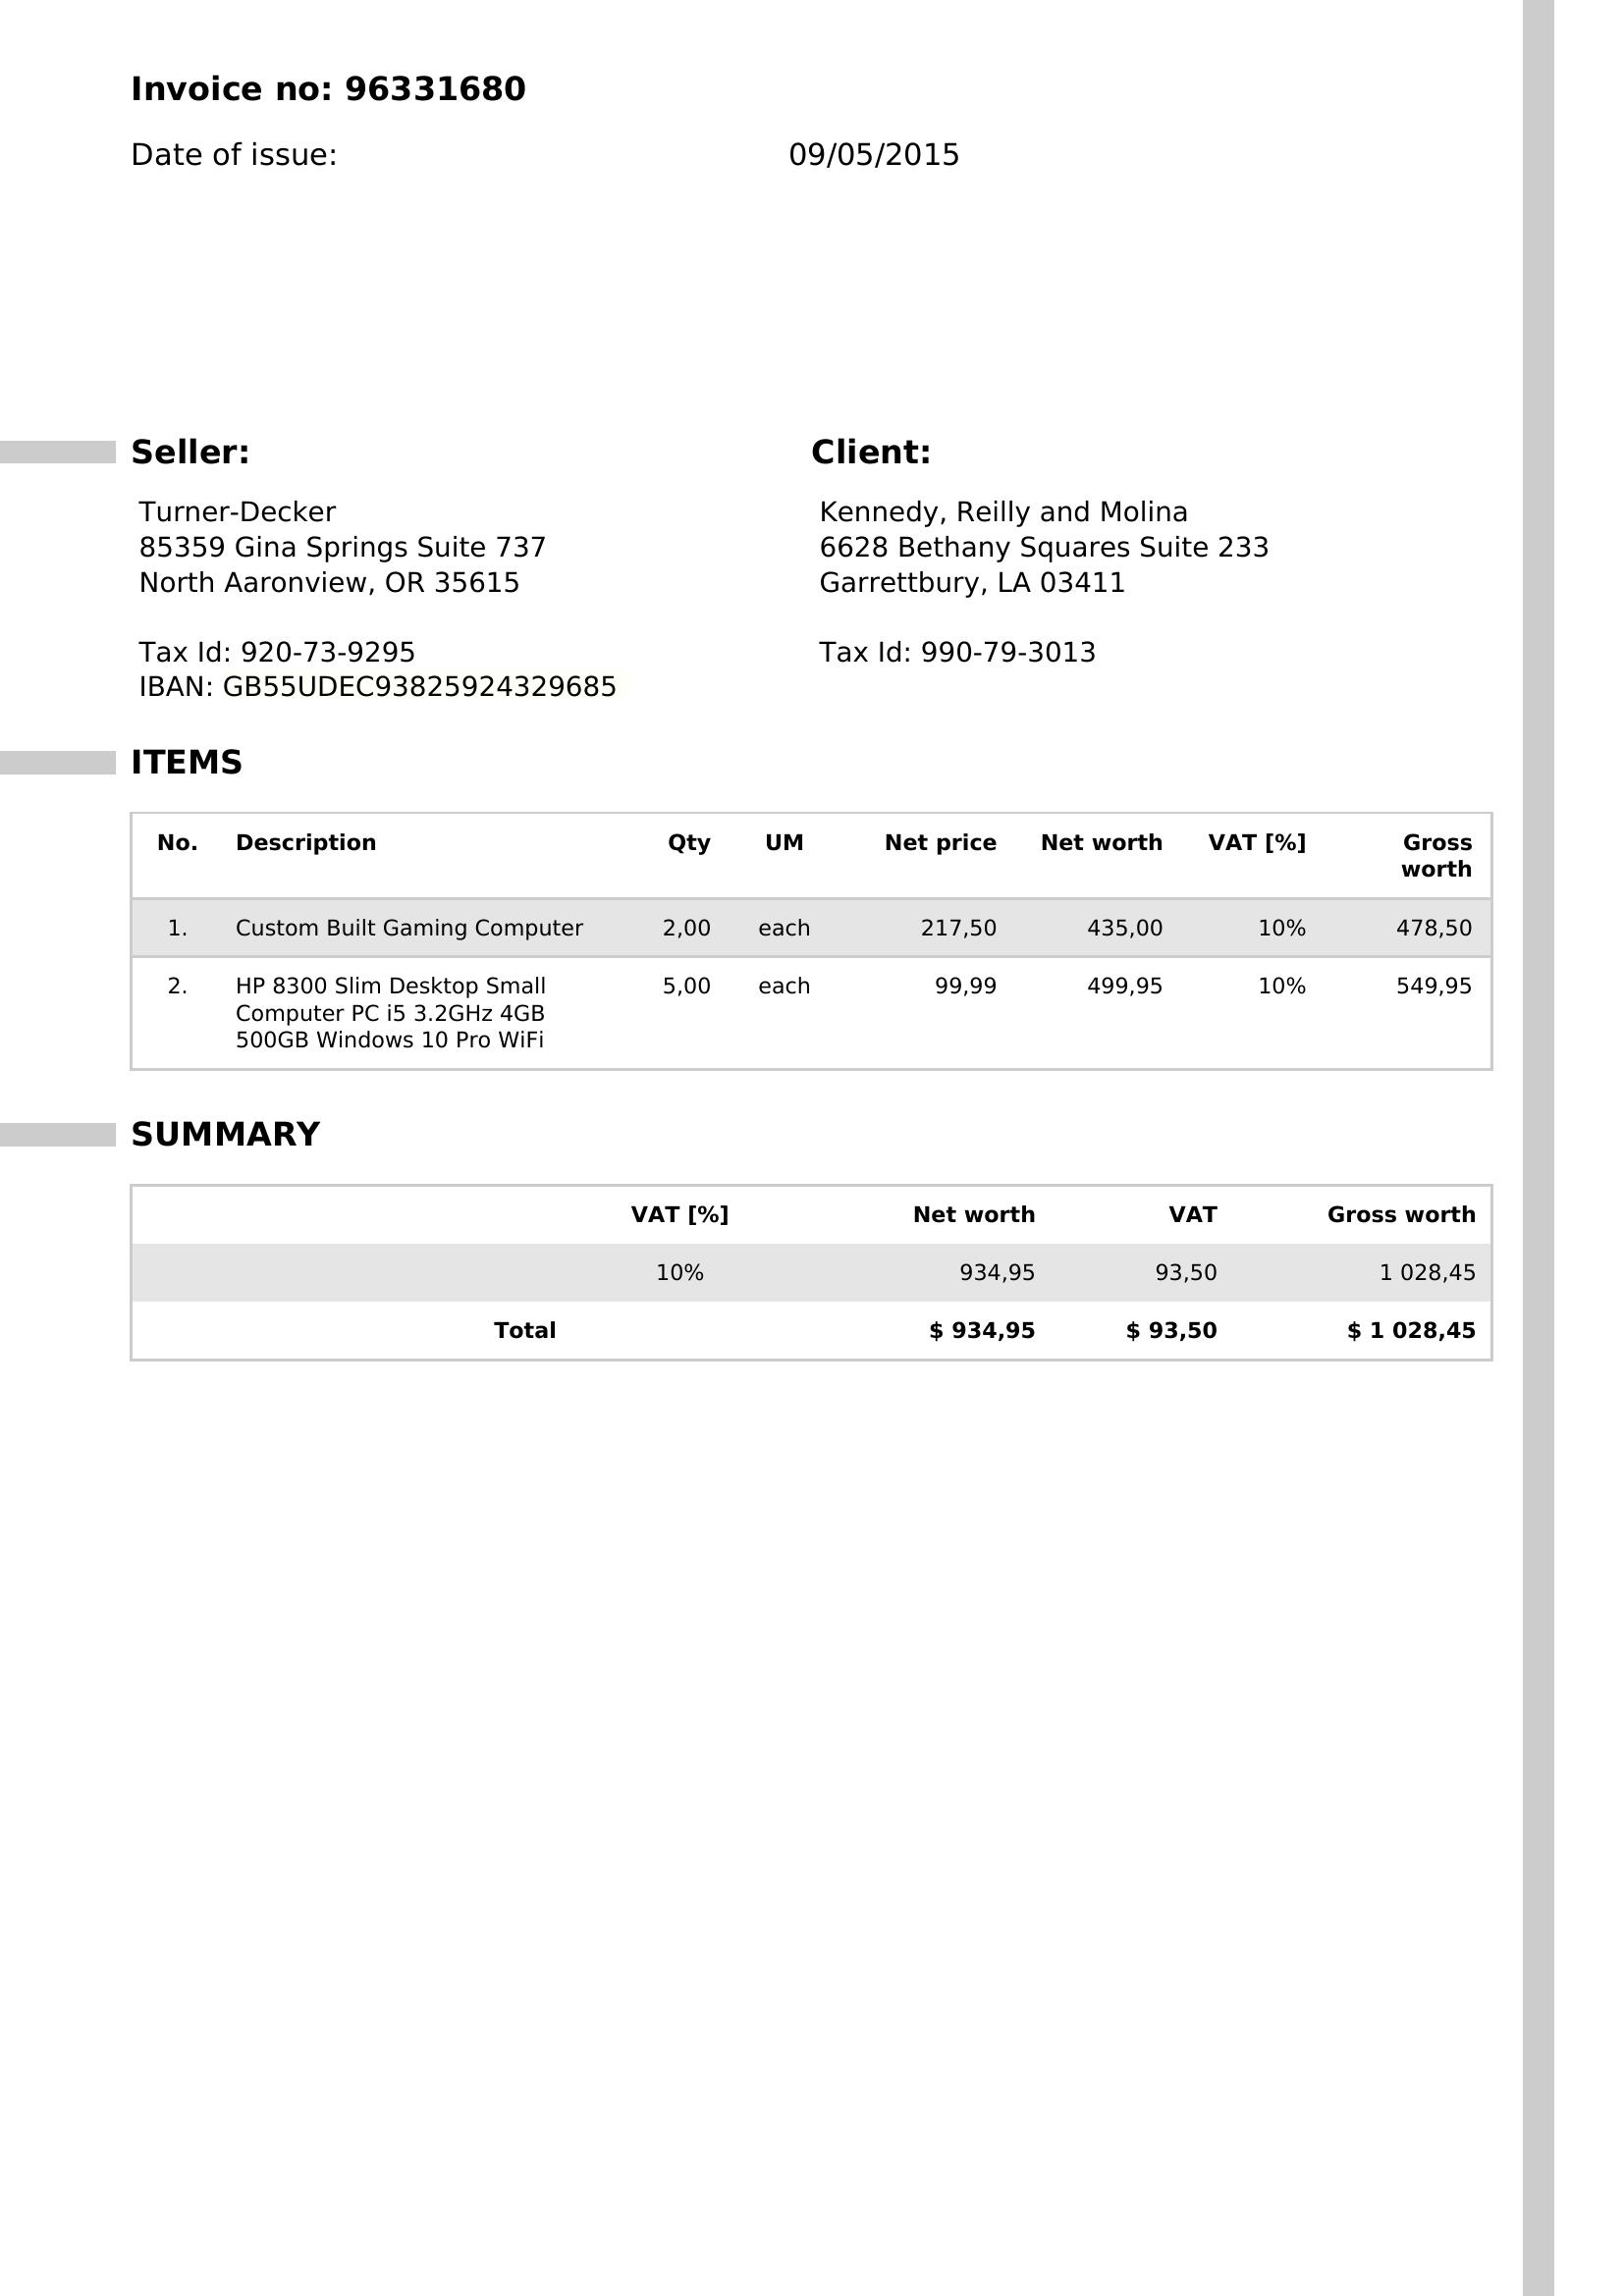 Invoice no: 96331680
Date of issue: 09/05/2015
Seller:
Turner-Decker
85359 Gina Springs Suite 737
North Aaronview, OR 35615
Tax Id: 920-73-9295
IBAN: GB55UDEC93825924329685
Client:
Kennedy, Reilly and Molina
6628 Bethany Squares Suite 233
Garrettbury, LA 03411
Tax Id: 990-79-3013
ITEMS
No. Description Qty UM Net price Net worth VAT [%] Gross
worth
1. Custom Built Gaming Computer 2,00 each 217,50 435,00 10% 478,50
2. HP 8300 Slim Desktop Small 5,00 each 99,99 499,95 10% 549,95
Computer PC i5 3.2GHz 4GB
500GB Windows 10 Pro WiFi
SUMMARY
VAT [%] Net worth VAT Gross worth
10% 934,95 93,50 1 028,45
Total $ 934,95 $ 93,50 $ 1 028,45